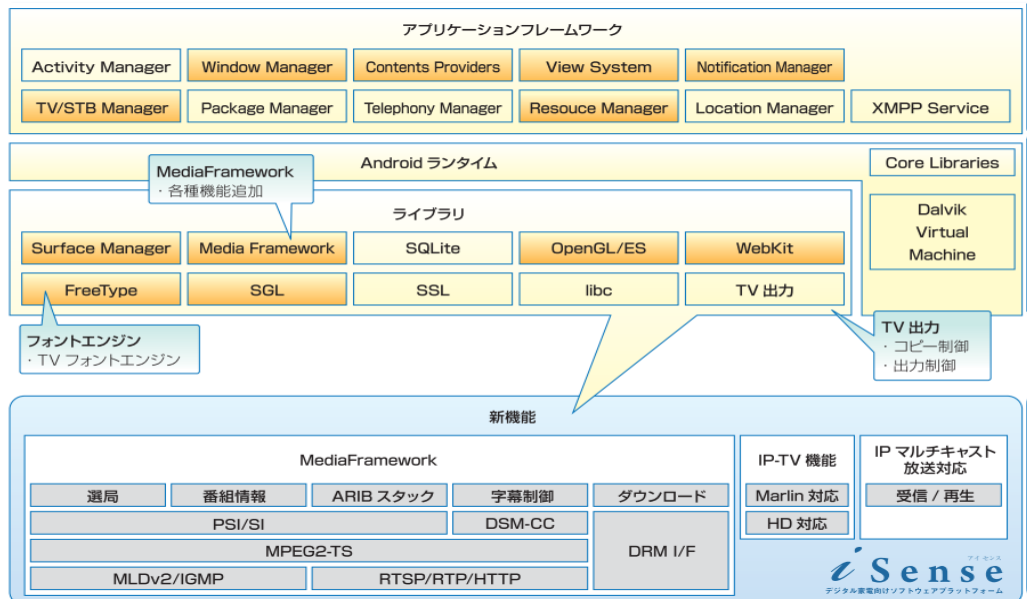 アプリケーションフレームワーク
Activity Manager
Window Manager
Contents Providers
View System
Notification Manager
TV/STB Manager
Package Manager
Telephony Manager
Resouce Manager
Location Manager
XMPP Service
Android ランタイム
Core Libraries
MediaFramework
・各種機能追加
ライブラリ
Dalvik
Virtual
Machine
Surface Manager
Media Framework
SQLite
OpenGL/ES
WebKit
FreeType
SGL
SSL
libc
TV 出力
フォントエンジン
・TV フォントエンジン
TV 出力
・コピー制御
・出力制御
新機能
MediaFramework
IP-TV 機能
IP マルチキャスト
放送対応
選局
番組情報
ARIB スタック
字幕制御
ダウンロード
Marlin 対応
受信 / 再生
PSI/SI
DSM-CC
HD 対応
MPEG2-TS
DRM I/F
MLDv2/IGMP
RTSP/RTP/HTTP
アイ センス
iSense
デジタル家電向けソフトウェアプラットフォーム